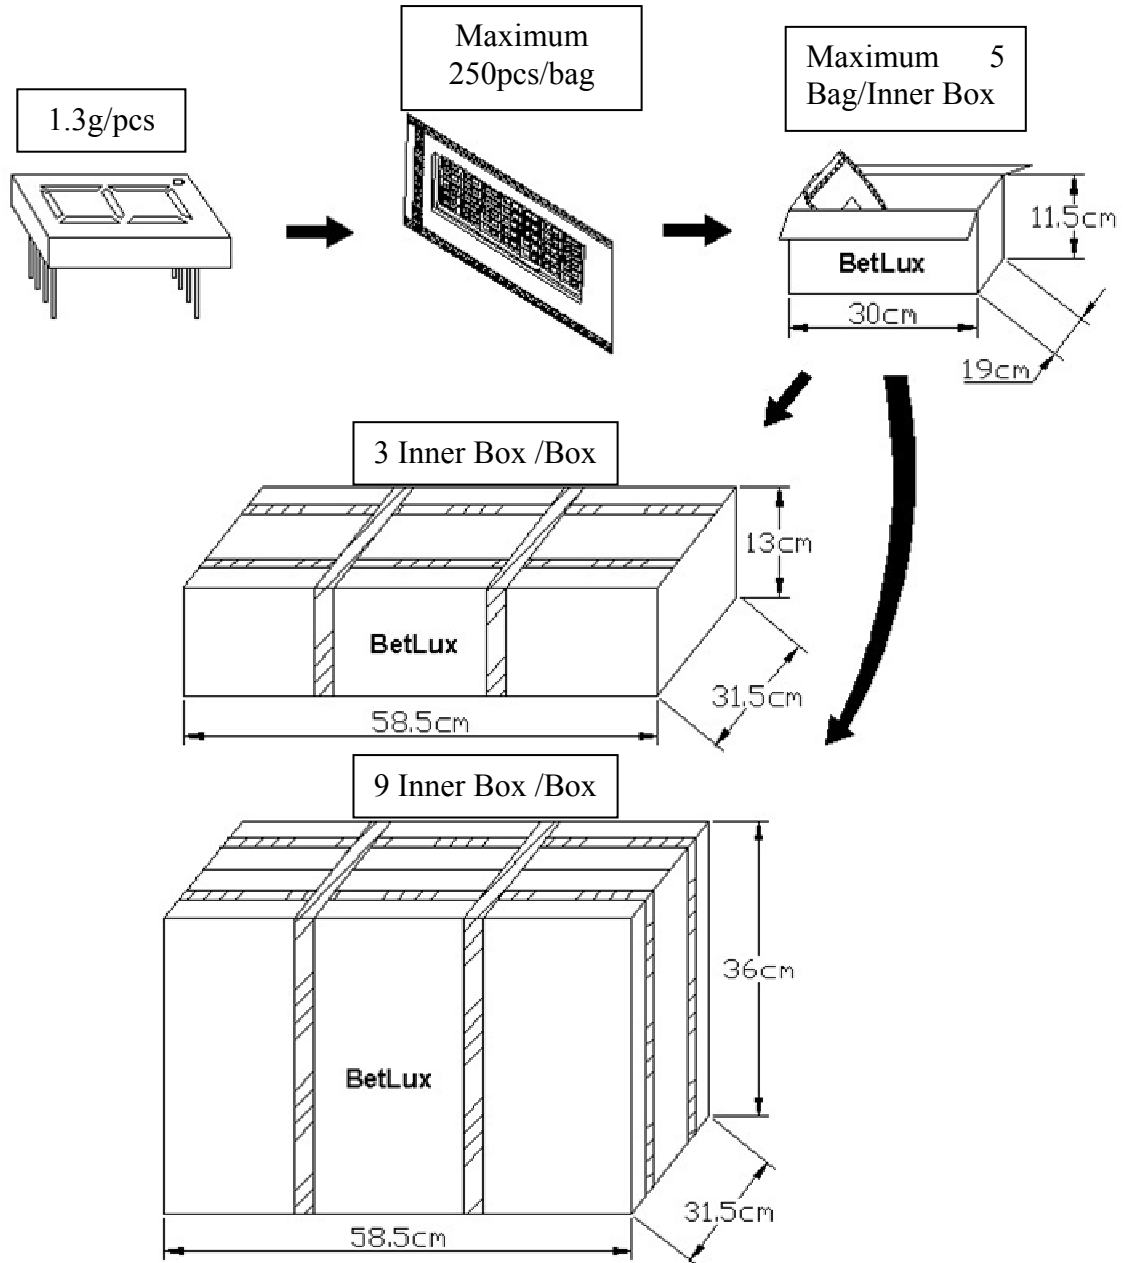 1.3g/pcs
Maximum
250pcs/bag
Maximum 5
Bag/Inner Box
11.5cm
BetLux
30cm
19cm
3 Inner Box /Box
13cm
BetLux
31.5cm
58.5cm
9 Inner Box /Box
36cm
BetLux
31.5cm
58.5cm